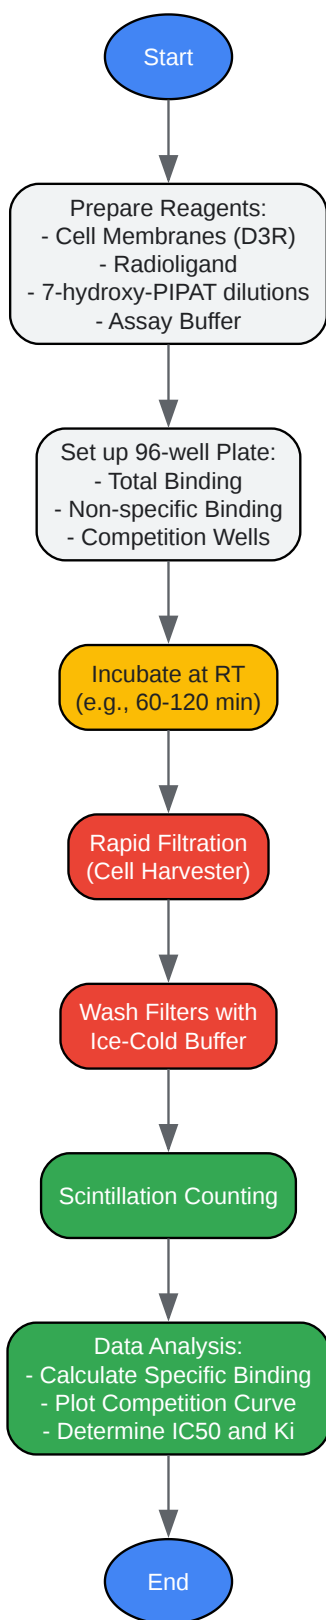 Start
Prepare Reagents:
- Cell Membranes (D3R)
- Radioligand
- 7-hydroxy-PIPAT dilutions
- Assay Buffer
Set up 96-well Plate:
- Total Binding
- Non-specific Binding
- Competition Wells
Incubate at RT
(e.g., 60-120 min)
Rapid Filtration
(Cell Harvester)
Wash Filters with
Ice-Cold Buffer
Scintillation Counting
Data Analysis:
- Calculate Specific Binding
- Plot Competition Curve
- Determine IC50 and Ki
End